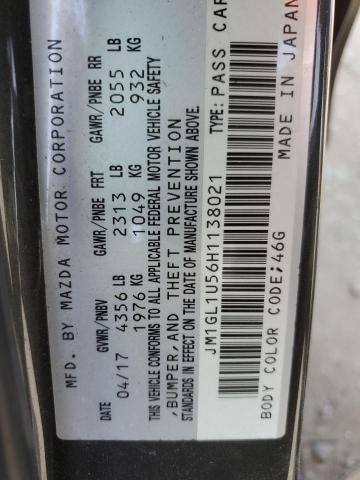 MFD. BY MAZDA MOTOR CORPORATION
GVWR/PNBV GAWR/PNBE FRT GAWR/PNBE RR
DATE 04/17 4356 LB 2313 LB 2055 LB
1976 KG 1049 KG 932 KG
THIS VEHICLE CONFORMS TO ALL APPLICABLE FEDERAL MOTOR VEHICLE SAFETY
,BUMPER,AND THEFT PREVENTION
STANDARDS IN EFFECT ON THE DATE OF MANUFACTURE SHOWN ABOVE.
JM1GL1U56H1138021 TYPE: PASS CAR
BODY COLOR CODE;46G MADE IN JAPAN